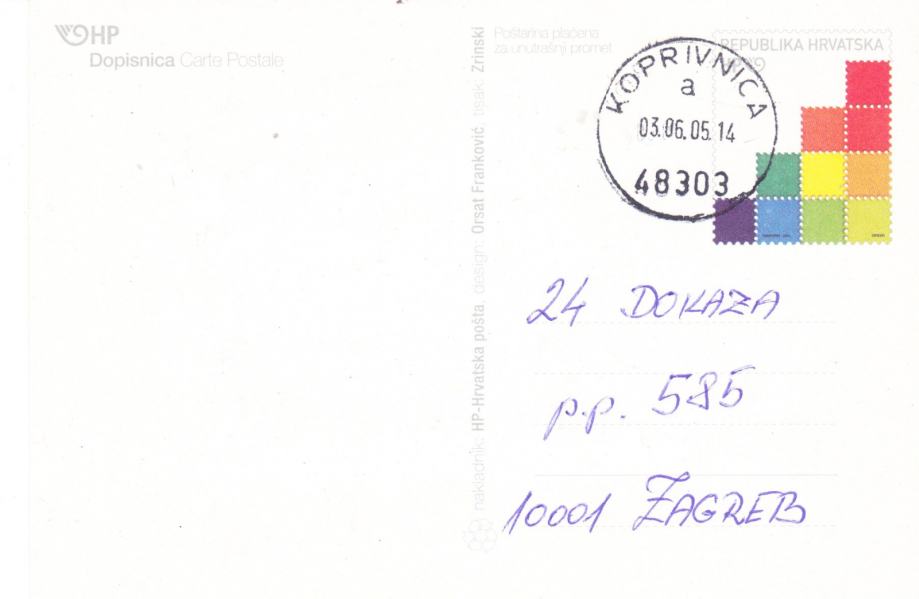 HP
Dopisnica Carte Postale
nakladnik: HP-Hrvatska pošta, design: Orsat Franković, tisak: Zrinski
Poštarina plaćena
za unutrašnji promet
REPUBLIKA HRVATSKA
KOPRIVNICA
a
03.06.05.14
48303
24 DOKAZA
p.p. 585
10001 ZAGREB